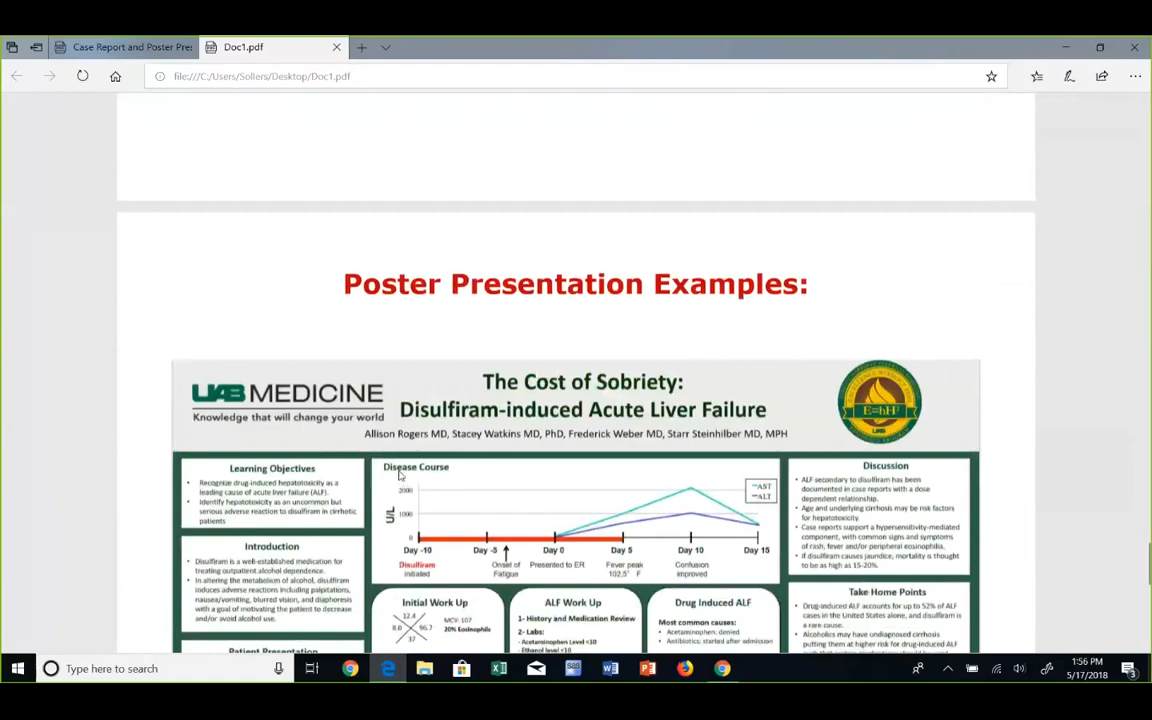 Case Report and Poster Pres
Doc1.pdf
file:///C:/Users/Sollers/Desktop/Doc1.pdf
Poster Presentation Examples:
UAB MEDICINE
Knowledge that will change your world
The Cost of Sobriety:
Disulfiram-induced Acute Liver Failure
Allison Rogers MD, Stacey Watkins MD, PhD, Frederick Weber MD, Starr Steinhilber MD, MPH
E=hH²
UAB
Learning Objectives
• Recognize drug-induced hepatotoxicity as a
leading cause of acute liver failure (ALF).
• Identify hepatotoxicity as an uncommon but
serious adverse reaction to disulfiram in cirrhotic
patients
Introduction
• Disulfiram is a well-established medication for
treating outpatient alcohol dependence.
• In altering the metabolism of alcohol, disulfiram
induces adverse reactions including palpitations,
nausea/vomiting, blurred vision, and diaphoresis
with a goal of motivating the patient to decrease
and/or avoid alcohol use.
Patient Presentation
Disease Course
U/L
2000
1000
0
AST
ALT
Day -10 Day -5 Day 0 Day 5 Day 10 Day 15
Disulfiram
initiated
Onset of
Fatigue
Presented to ER
Fever peak
102.5° F
Confusion
improved
Initial Work Up
12.4
8.0 96.7
37
MCV: 107
20% Eosinophils
ALF Work Up
1- History and Medication Review
2- Labs:
- Acetaminophen Level <10
- Ethanol level <10
Drug Induced ALF
Most common causes:
• Acetaminophen: denied
• Antibiotics: started after admission
Discussion
• ALF secondary to disulfiram has been
documented in case reports with a dose
dependent relationship.
• Age and underlying cirrhosis may be risk factors
for hepatotoxicity.
• Case reports support a hypersensitivity-mediated
component, with common signs and symptoms
of rash, fever and/or peripheral eosinophilia.
• If disulfiram causes jaundice, mortality is thought
to be as high as 15-20%.
Take Home Points
• Drug-induced ALF accounts for up to 52% of ALF
cases in the United States alone, and disulfiram is
a rare cause.
• Alcoholics may have undiagnosed cirrhosis
putting them at higher risk for drug-induced ALF
Type here to search
1:56 PM
5/17/2018
3